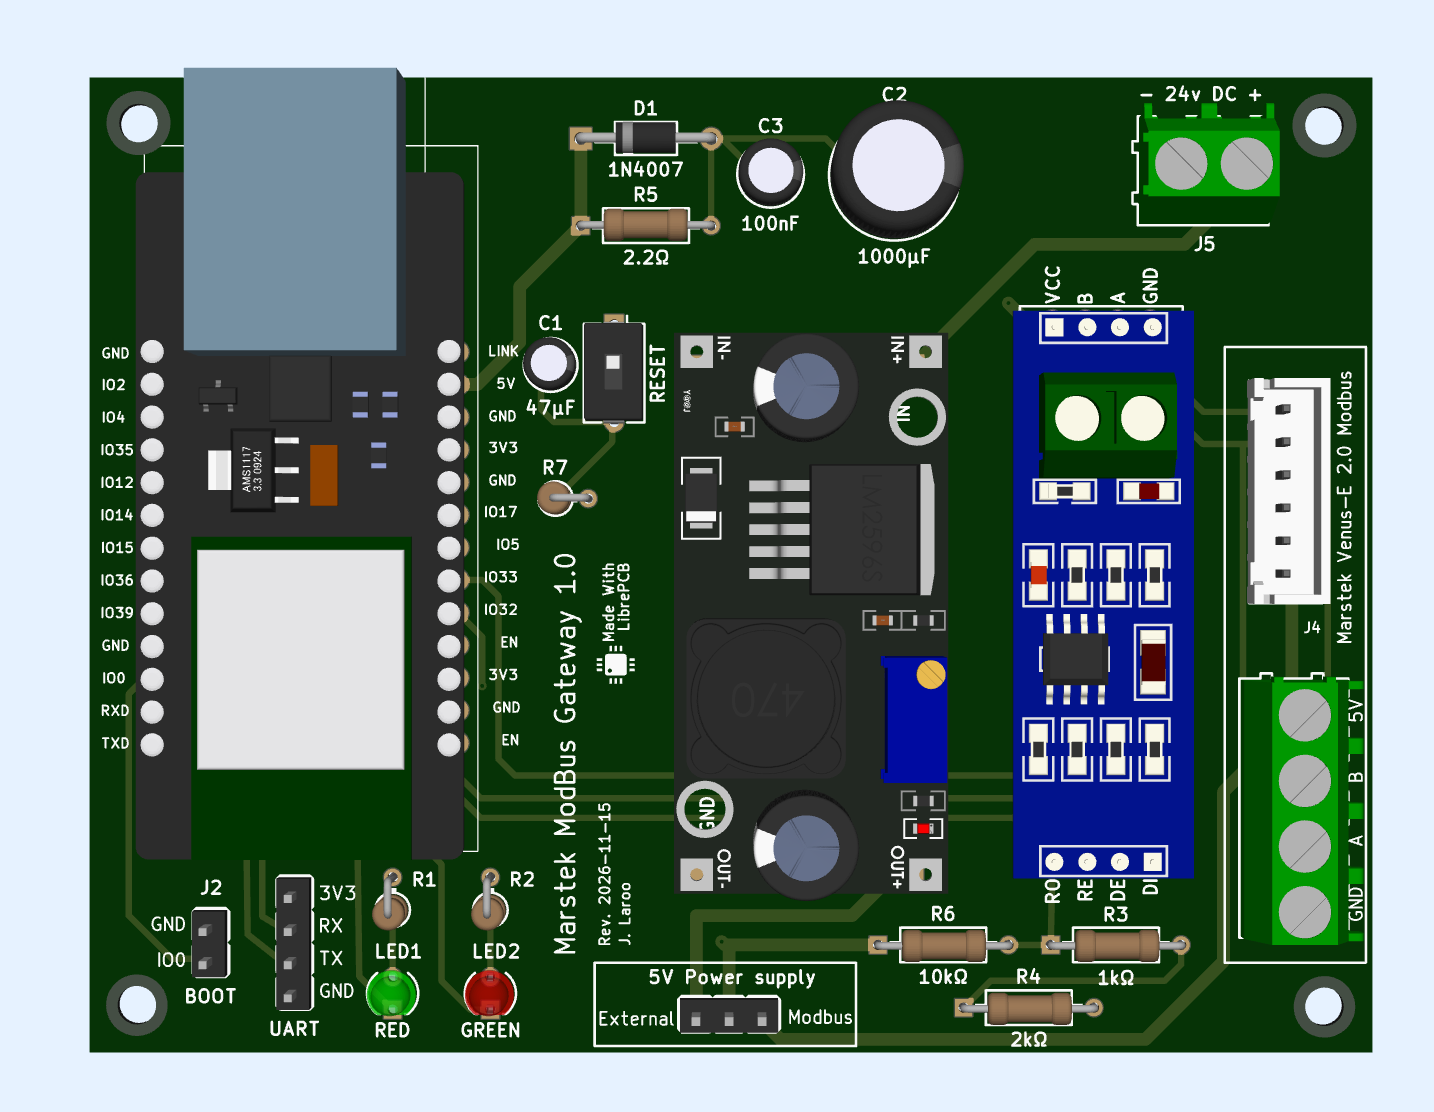 - 24v DC +
J5
D1
1N4007
R5
2.2Ω
C3
100nF
C2
1000µF
C1
47µF
RESET
R7
GND
IO2
IO4
IO35
IO12
IO14
IO15
IO36
IO39
GND
IO0
RXD
TXD
LINK
5V
GND
3V3
GND
IO17
IO5
IO33
IO32
EN
3V3
GND
EN
AMS1117
3.3 0924
Made With
LibrePCB
Marstek ModBus Gateway 1.0
Rev. 2026-11-15
J. Laroo
IN-
IN+
IN
LM2596S
470
GND
OUT-
OUT+
VCC
B
A
GND
RO
RE
DE
DI
Marstek Venus-E 2.0 Modbus
J4
5V
B
A
GND
J2
GND
IO0
BOOT
3V3
RX
TX
GND
UART
R1
LED1
RED
R2
LED2
GREEN
5V Power supply
External
Modbus
R6
10kΩ
R3
1kΩ
R4
2kΩ